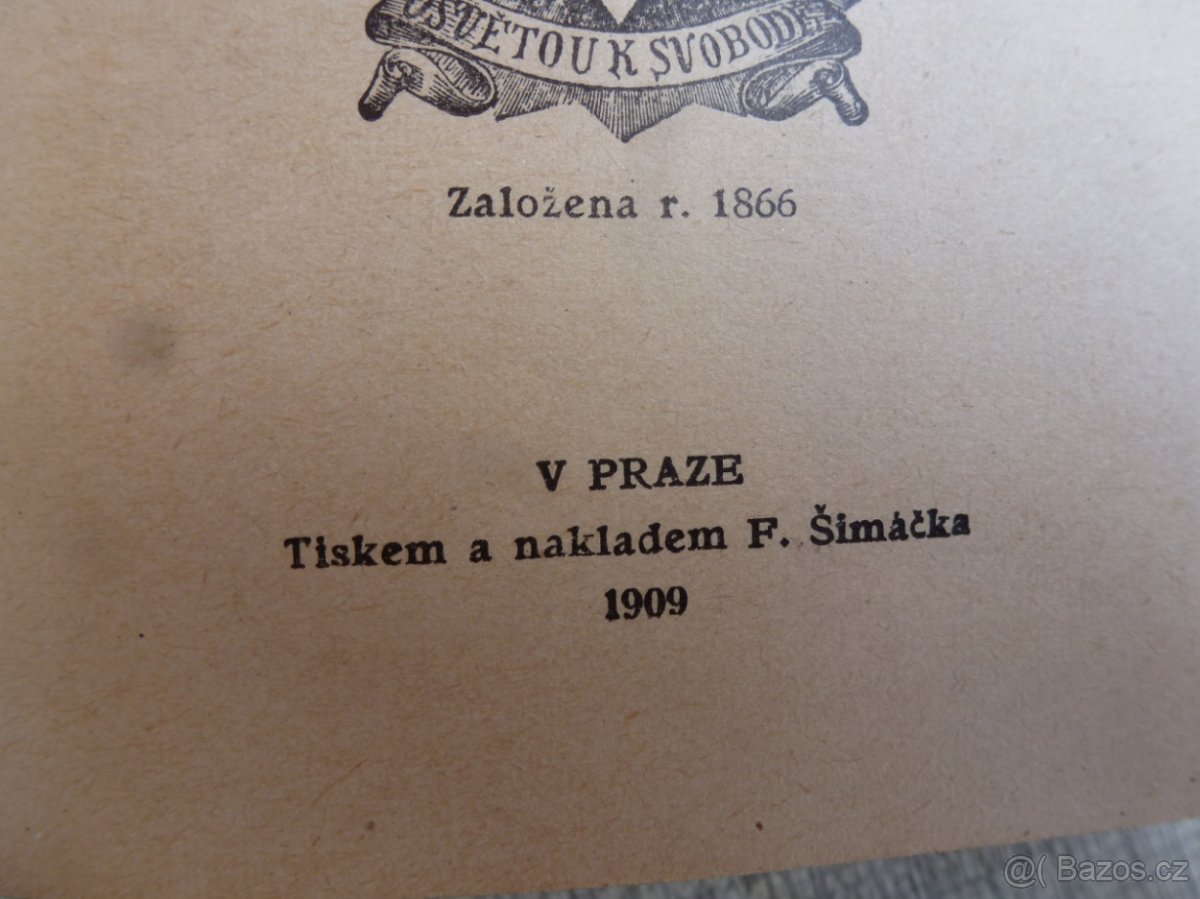 OSVĚTOU K SVOBODĚ
Založena r. 1866
V PRAZE
Tiskem a nakladem F. Šimáčka
1909
@( Bazos.cz